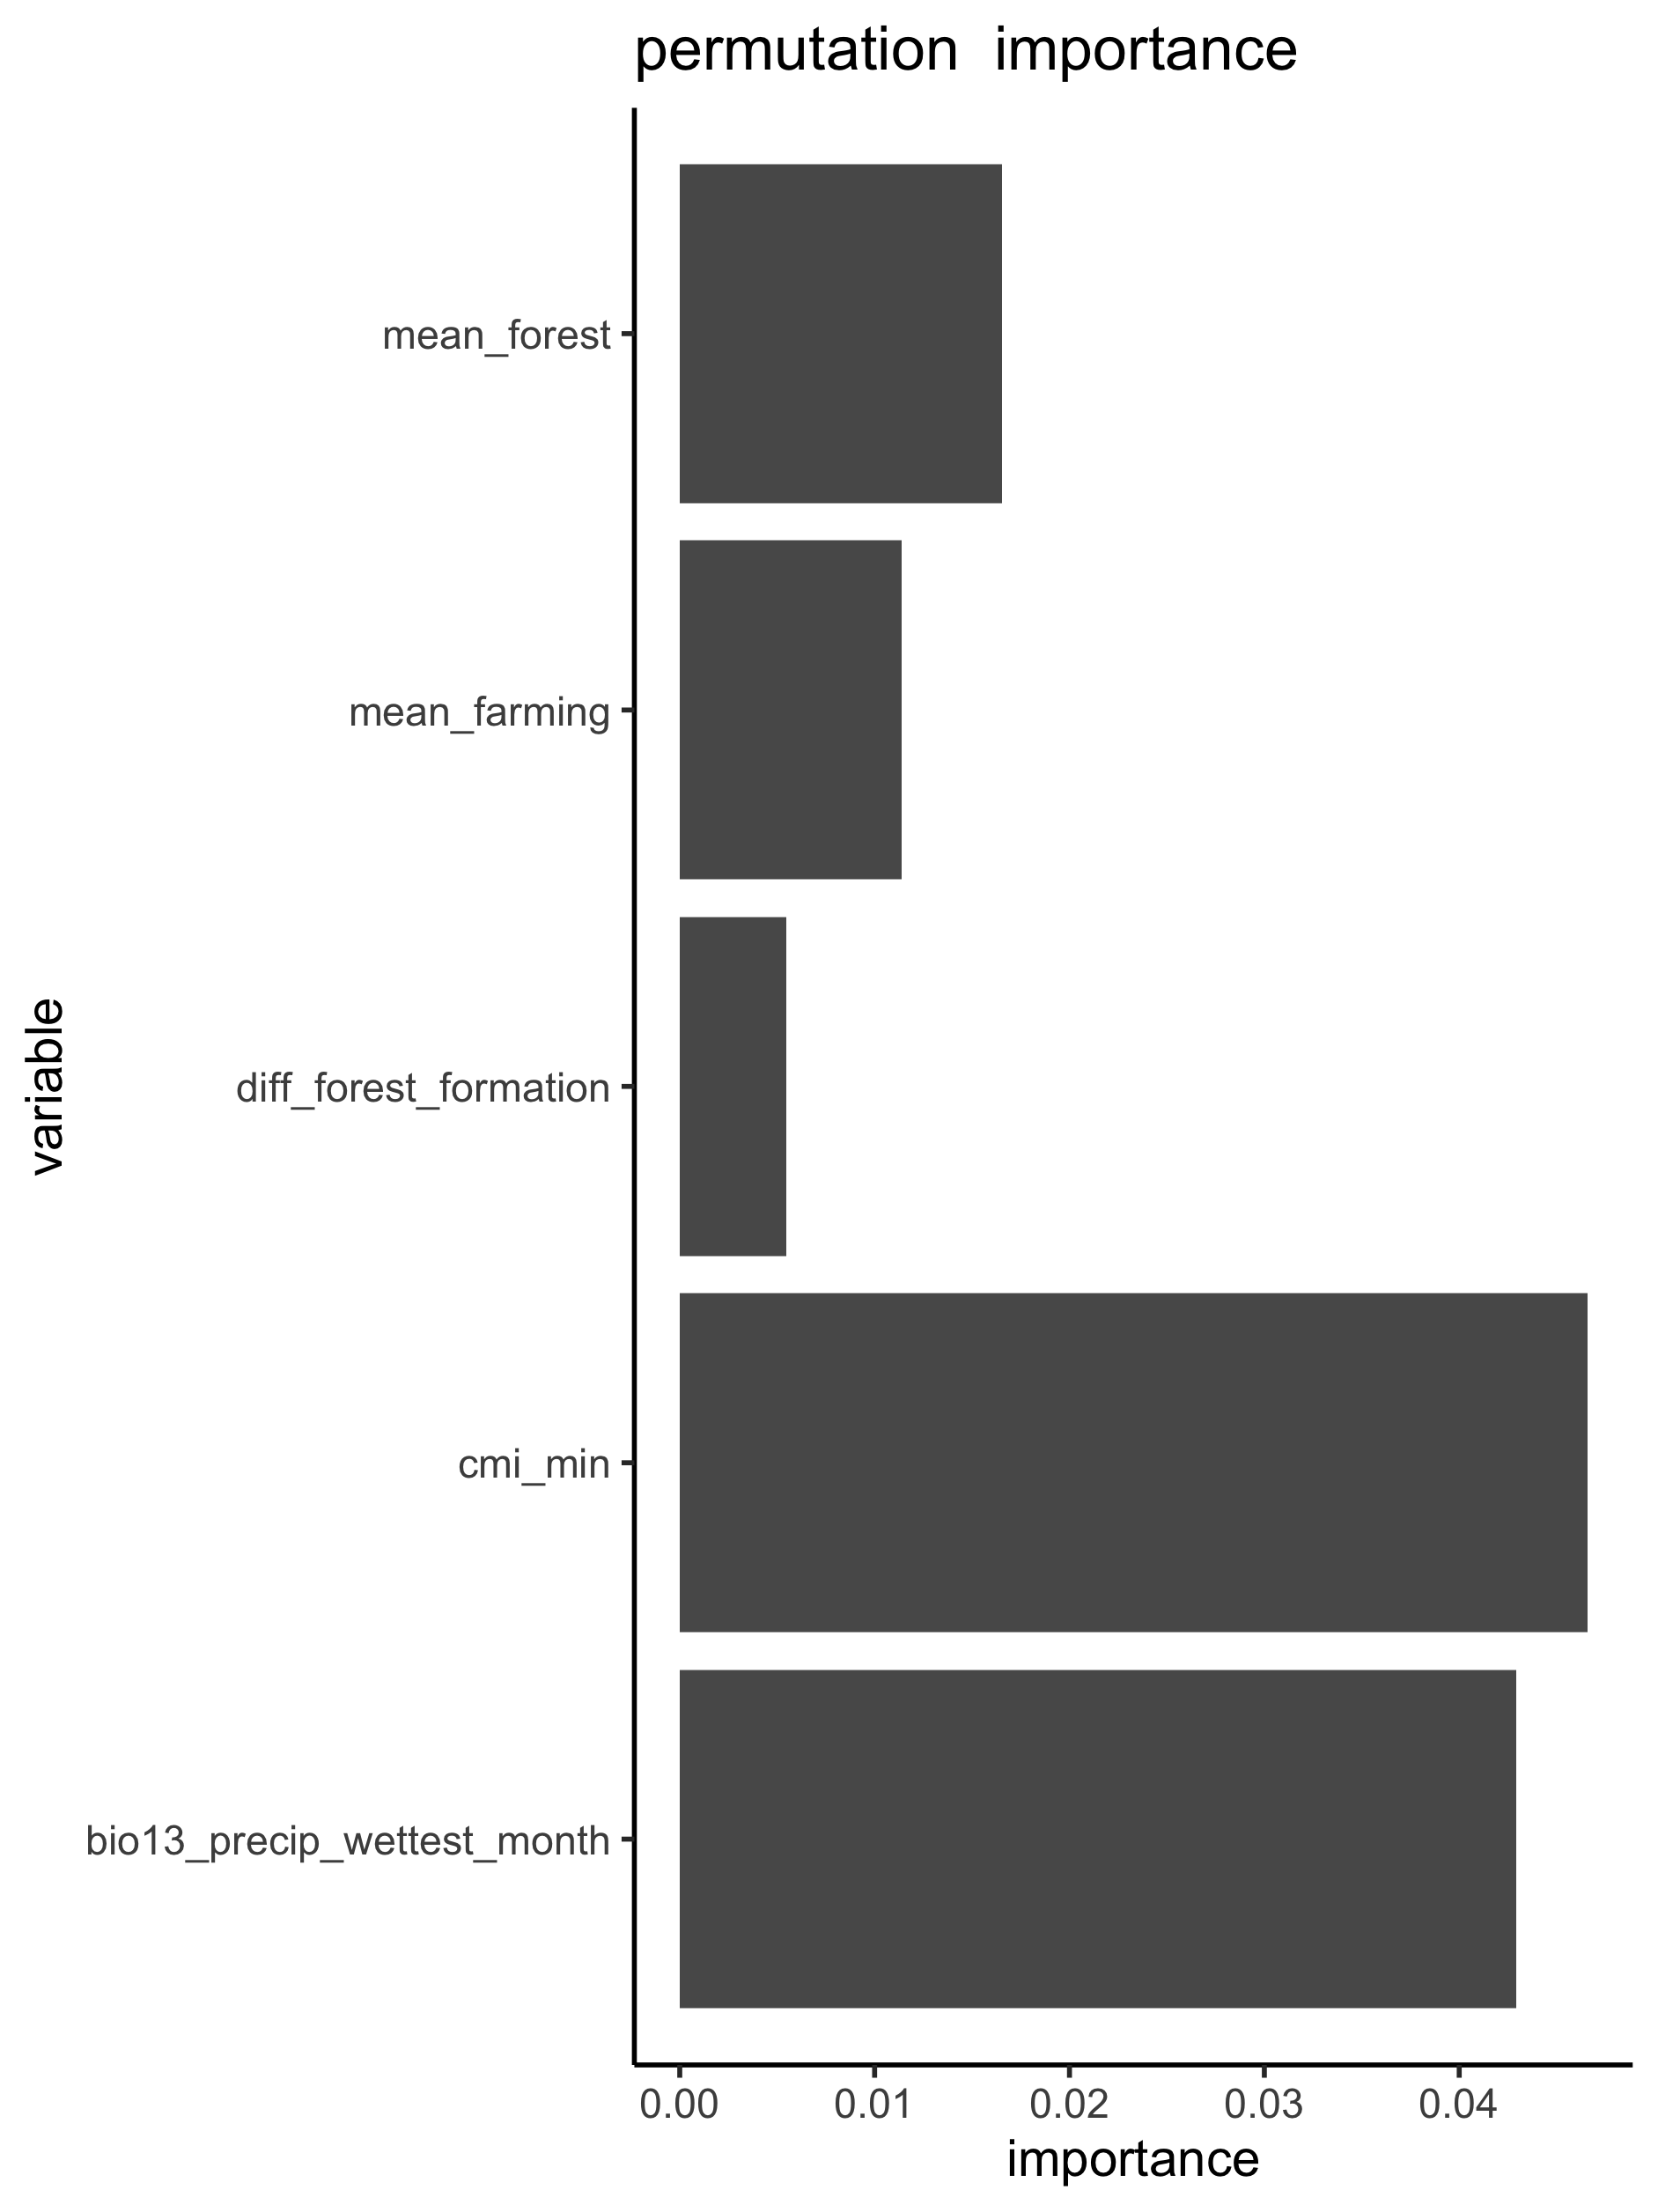 permutation importance
mean_forest
mean_farming
diff_forest_formation
cmi_min
bio13_precip_wettest_month
variable
0.00 0.01 0.02 0.03 0.04
importance